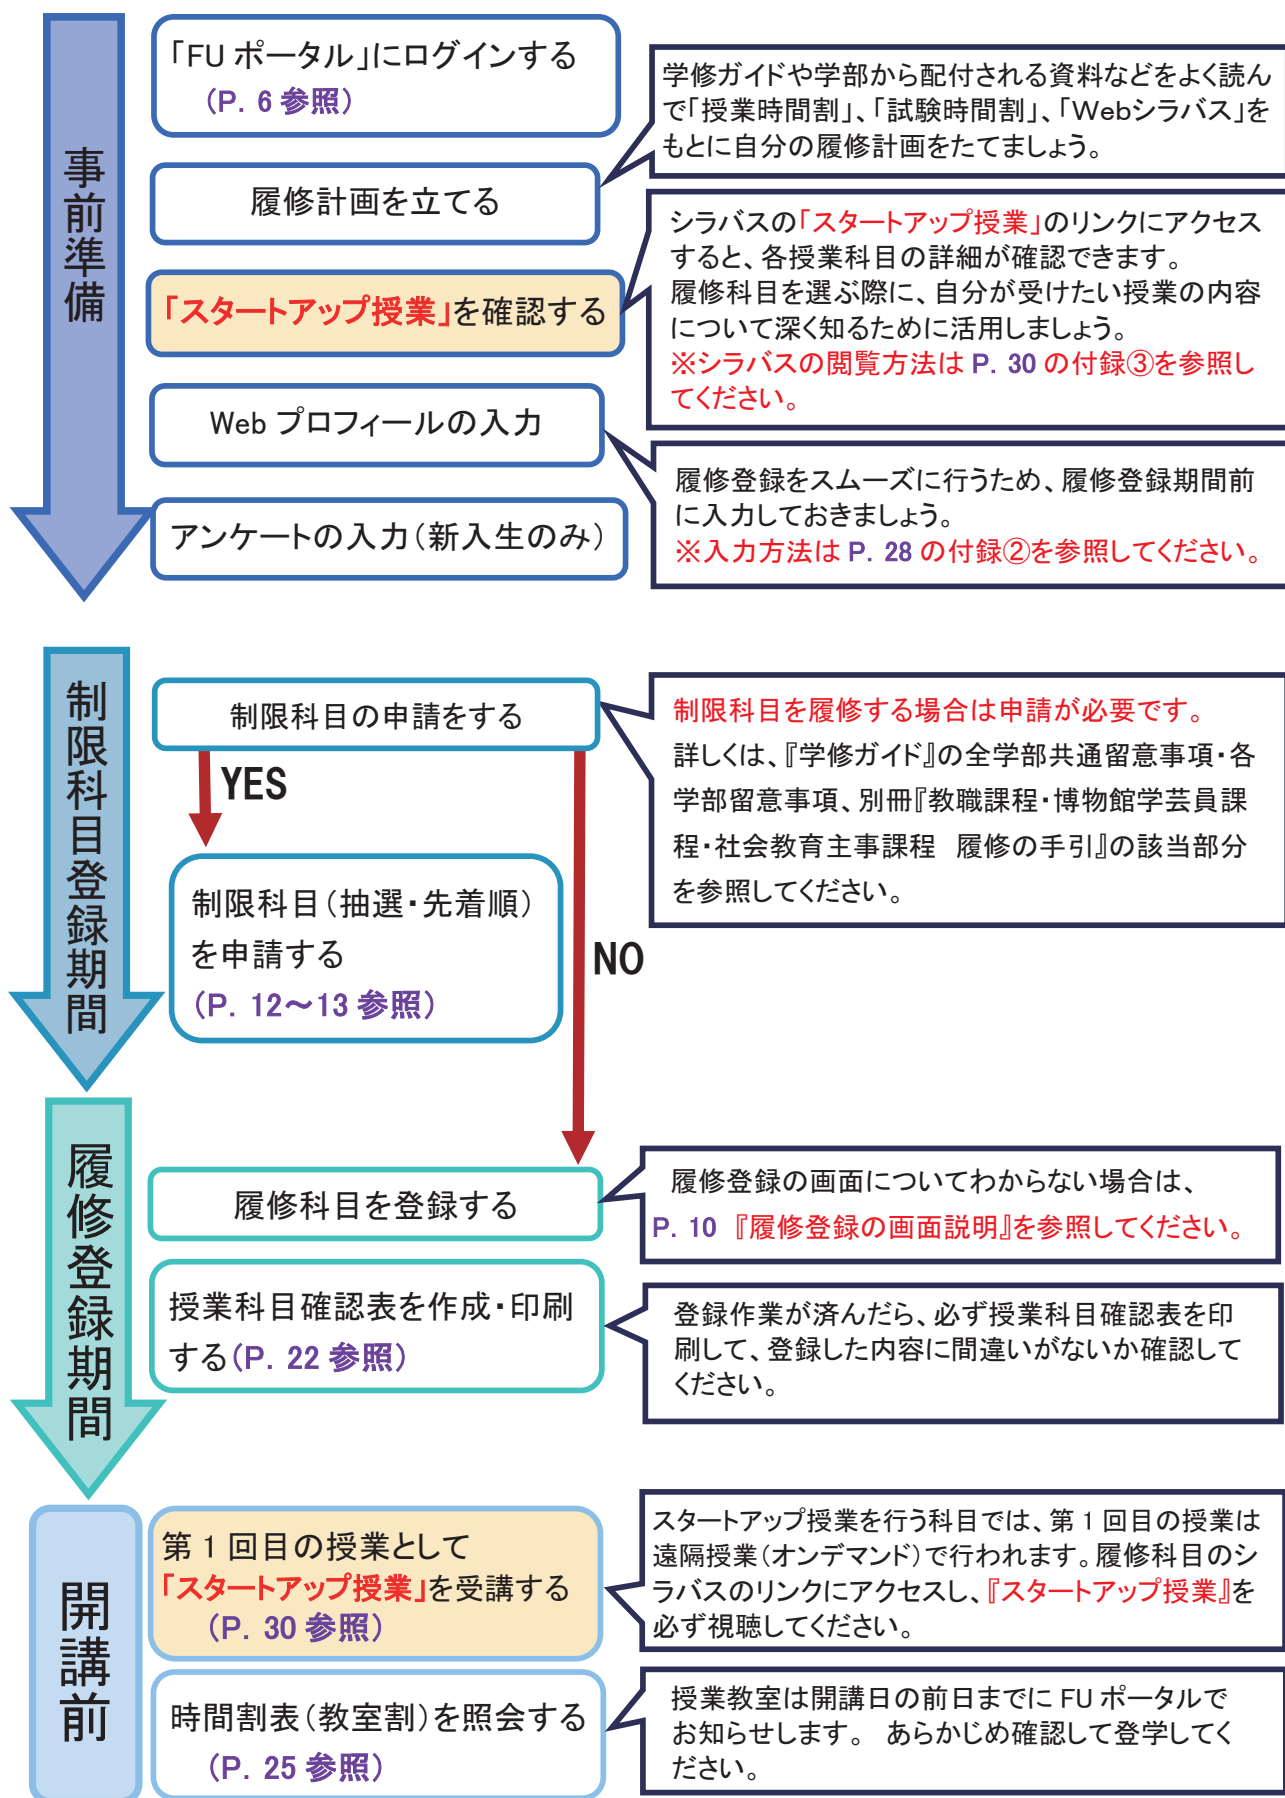 事前準備
「FU ポータル」にログインする
(P. 6 参照)
履修計画を立てる
学修ガイドや学部から配付される資料などをよく読ん
で「授業時間割」、「試験時間割」、「Webシラバス」を
もとに自分の履修計画をたてましょう。
「スタートアップ授業」を確認する
シラバスの「スタートアップ授業」のリンクにアクセス
すると、各授業科目の詳細が確認できます。
履修科目を選ぶ際に、自分が受けたい授業の内容
について深く知るために活用しましょう。
※シラバスの閲覧方法は P. 30 の付録③を参照し
てください。
Web プロフィールの入力
履修登録をスムーズに行うため、履修登録期間前
に入力しておきましょう。
※入力方法は P. 28 の付録②を参照してください。
アンケートの入力(新入生のみ)
制限科目登録期間
制限科目の申請をする
制限科目を履修する場合は申請が必要です。
詳しくは、『学修ガイド』の全学部共通留意事項・各
学部留意事項、別冊『教職課程・博物館学芸員課
程・社会教育主事課程 履修の手引』の該当部分
を参照してください。
YES
制限科目(抽選・先着順)
を申請する
(P. 12~13 参照)
NO
履修登録期間
履修科目を登録する
履修登録の画面についてわからない場合は、
P. 10 『履修登録の画面説明』を参照してください。
授業科目確認表を作成・印刷
する(P. 22 参照)
登録作業が済んだら、必ず授業科目確認表を印
刷して、登録した内容に間違いがないか確認して
ください。
開講前
第 1 回目の授業として
「スタートアップ授業」を受講する
(P. 30 参照)
スタートアップ授業を行う科目では、第 1 回目の授業は
遠隔授業(オンデマンド)で行われます。履修科目のシ
ラバスのリンクにアクセスし、『スタートアップ授業』を
必ず視聴してください。
時間割表(教室割)を照会する
(P. 25 参照)
授業教室は開講日の前日までに FU ポータルで
お知らせします。 あらかじめ確認して登学してく
ださい。